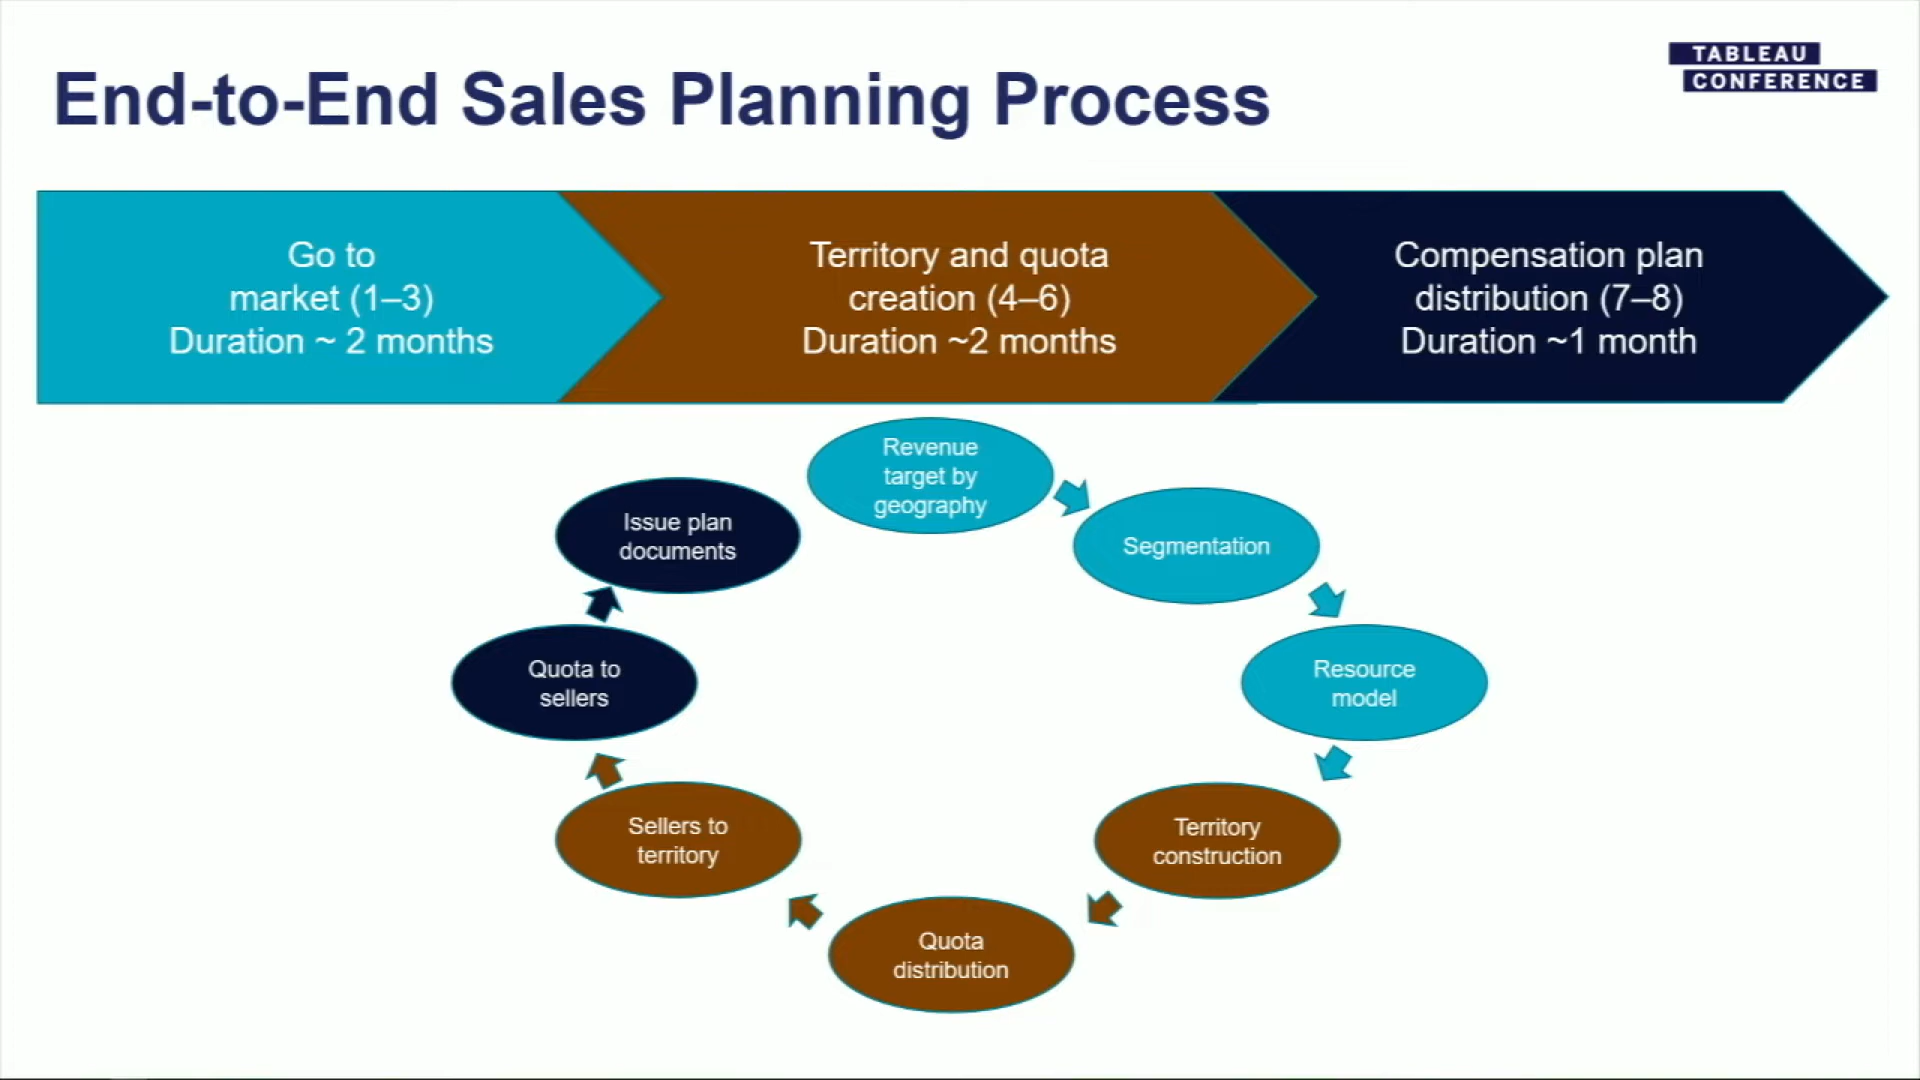 TABLEAU
CONFERENCE
End-to-End Sales Planning Process
Go to
market (1–3)
Duration ~ 2 months
Territory and quota
creation (4–6)
Duration ~2 months
Compensation plan
distribution (7–8)
Duration ~1 month
Revenue
target by
geography
Segmentation
Resource
model
Territory
construction
Quota
distribution
Sellers to
territory
Quota to
sellers
Issue plan
documents